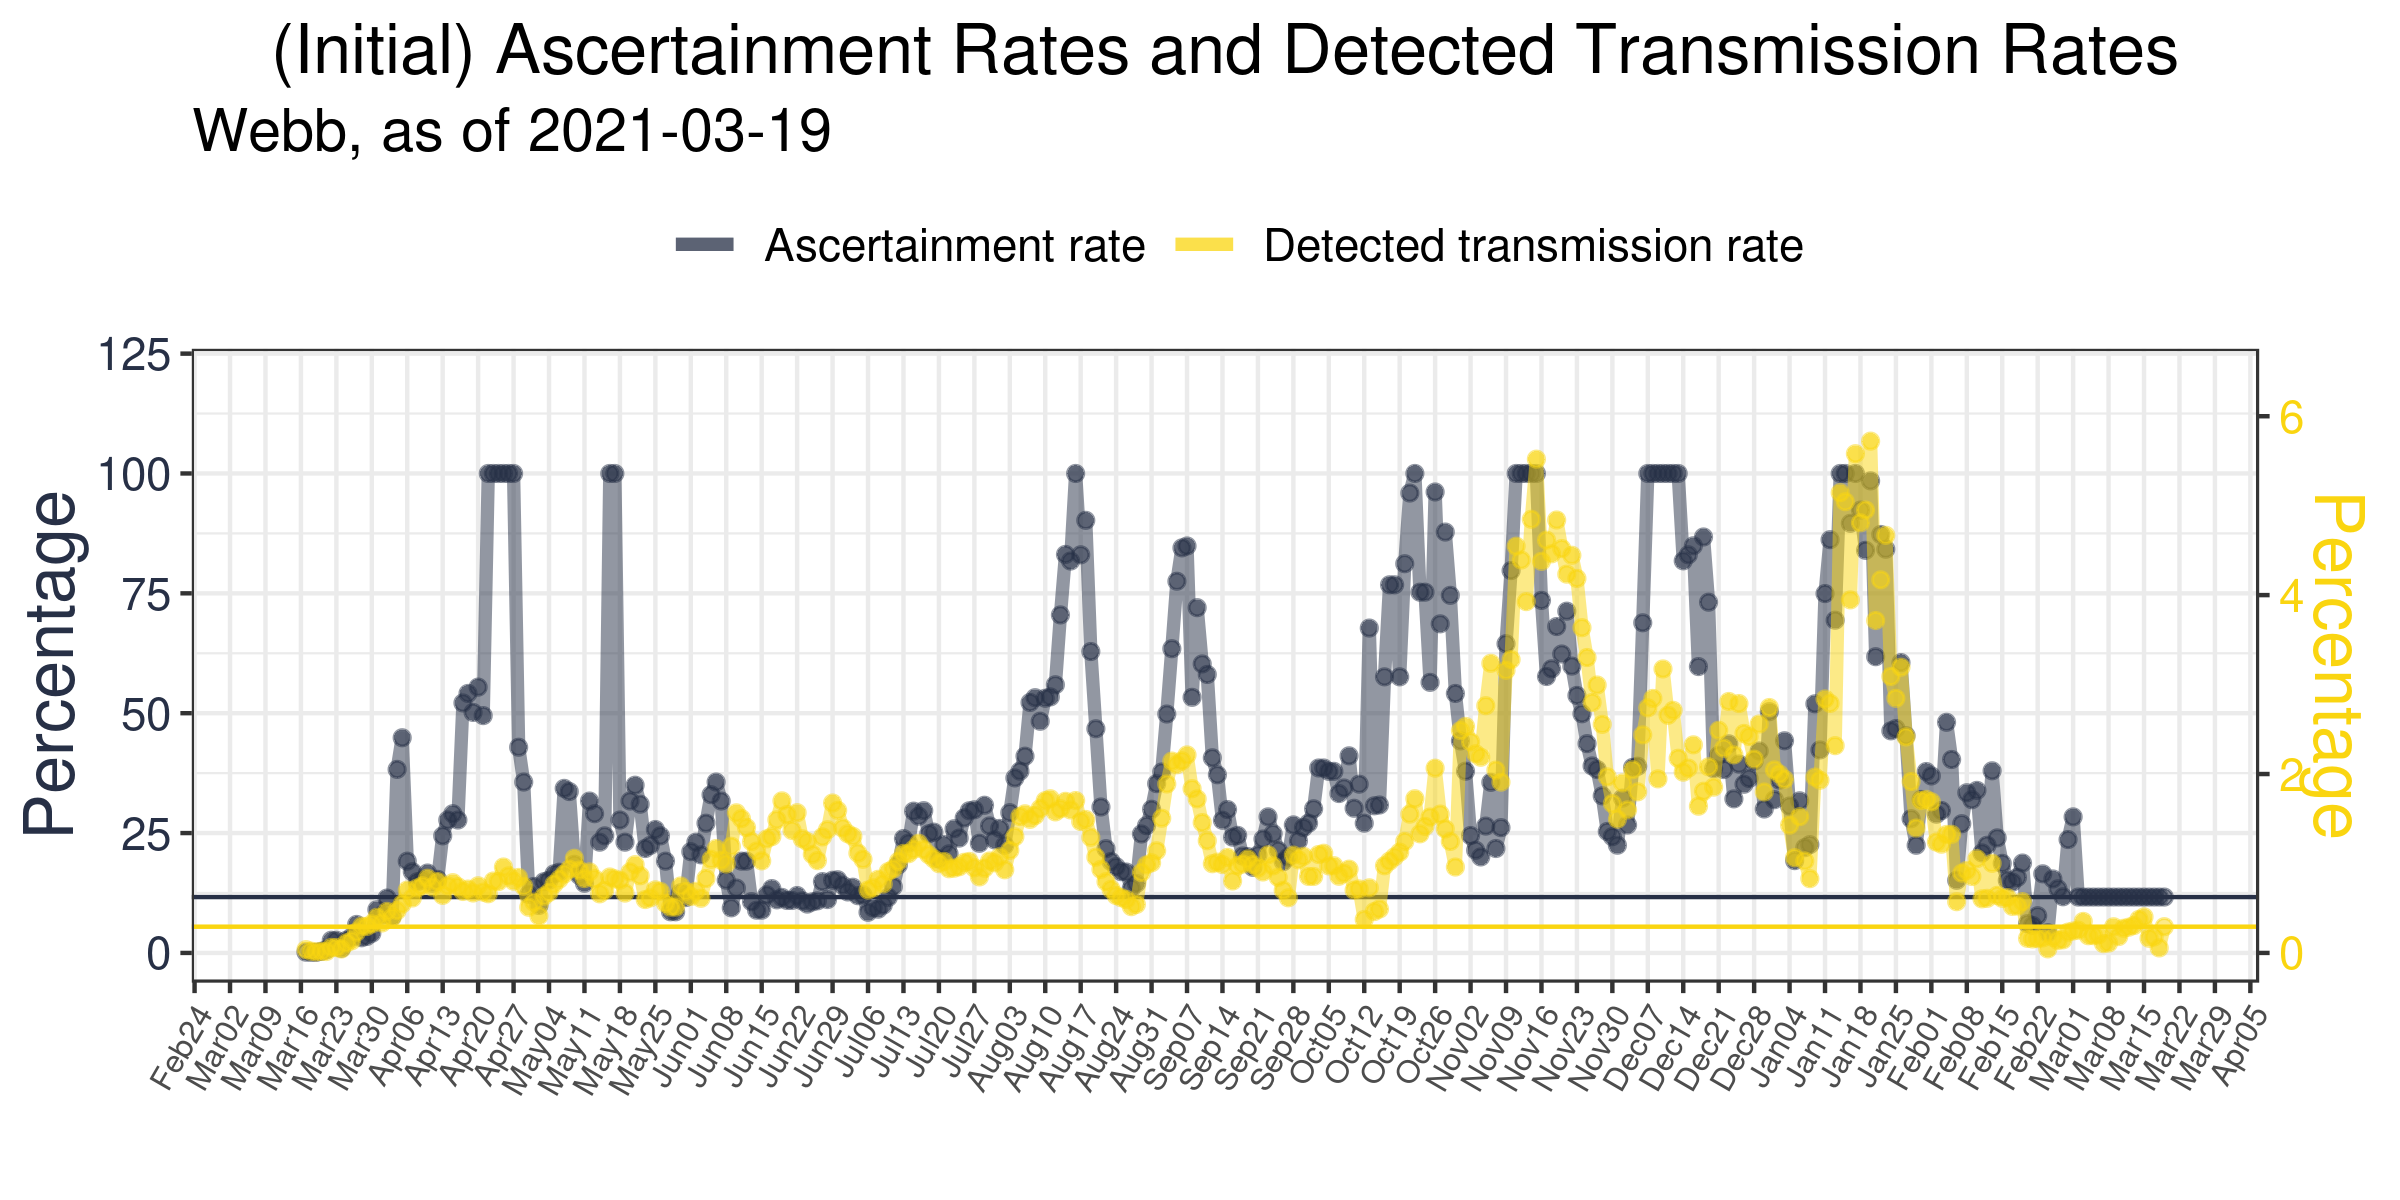 (Initial) Ascertainment Rates and Detected Transmission Rates
Webb, as of 2021-03-19
Ascertainment rate Detected transmission rate
Percentage
125
100
75
50
25
0
6
4
2
0
Percentage
Feb24 Mar02 Mar09 Mar16 Mar23 Mar30 Apr06 Apr13 Apr20 Apr27 May04 May11 May18 May25 Jun01 Jun08 Jun15 Jun22 Jun29 Jul06 Jul13 Jul20 Jul27 Aug03 Aug10 Aug17 Aug24 Aug31 Sep07 Sep14 Sep21 Sep28 Oct05 Oct12 Oct19 Oct26 Nov02 Nov09 Nov16 Nov23 Nov30 Dec07 Dec14 Dec21 Dec28 Jan04 Jan11 Jan18 Jan25 Feb01 Feb08 Feb15 Feb22 Mar01 Mar08 Mar15 Mar22 Mar29 Apr05